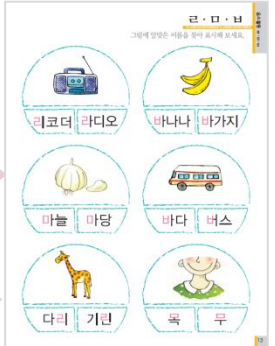 ㄹ·ㅁ·ㅂ
그림에 알맞은 이름을 찾아 표시해 보세요.
리코더 라디오
바나나 바가지
마늘 마당
바다 버스
다리 기린
목 무
13